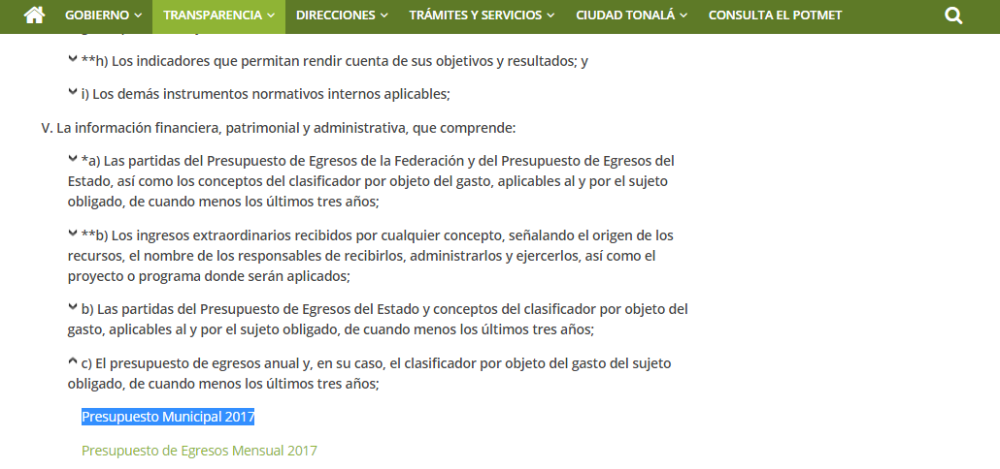 GOBIERNO TRANSPARENCIA DIRECCIONES TRÁMITES Y SERVICIOS CIUDAD TONALÁ CONSULTA EL POTMET
**h) Los indicadores que permitan rendir cuenta de sus objetivos y resultados; y
i) Los demás instrumentos normativos internos aplicables;
V. La información financiera, patrimonial y administrativa, que comprende:
*a) Las partidas del Presupuesto de Egresos de la Federación y del Presupuesto de Egresos del
Estado, así como los conceptos del clasificador por objeto del gasto, aplicables al y por el sujeto
obligado, de cuando menos los últimos tres años;
**b) Los ingresos extraordinarios recibidos por cualquier concepto, señalando el origen de los
recursos, el nombre de los responsables de recibirlos, administrarlos y ejercerlos, así como el
proyecto o programa donde serán aplicados;
b) Las partidas del Presupuesto de Egresos del Estado y conceptos del clasificador por objeto del
gasto, aplicables al y por el sujeto obligado, de cuando menos los últimos tres años;
c) El presupuesto de egresos anual y, en su caso, el clasificador por objeto del gasto del sujeto
obligado, de cuando menos los últimos tres años;
Presupuesto Municipal 2017
Presupuesto de Egresos Mensual 2017